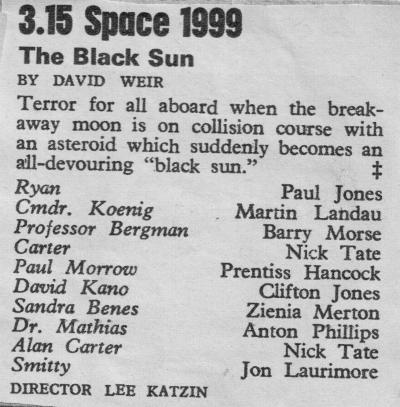 3.15 Space 1999
The Black Sun
BY DAVID WEIR
Terror for all aboard when the break-
away moon is on collision course with
an asteroid which suddenly becomes an
all-devouring “black sun.” ‡
Ryan Paul Jones
Cmdr. Koenig Martin Landau
Professor Bergman Barry Morse
Carter Nick Tate
Paul Morrow Prentiss Hancock
David Kano Clifton Jones
Sandra Benes Zienia Merton
Dr. Mathias Anton Phillips
Alan Carter Nick Tate
Smitty Jon Laurimore
DIRECTOR LEE KATZIN